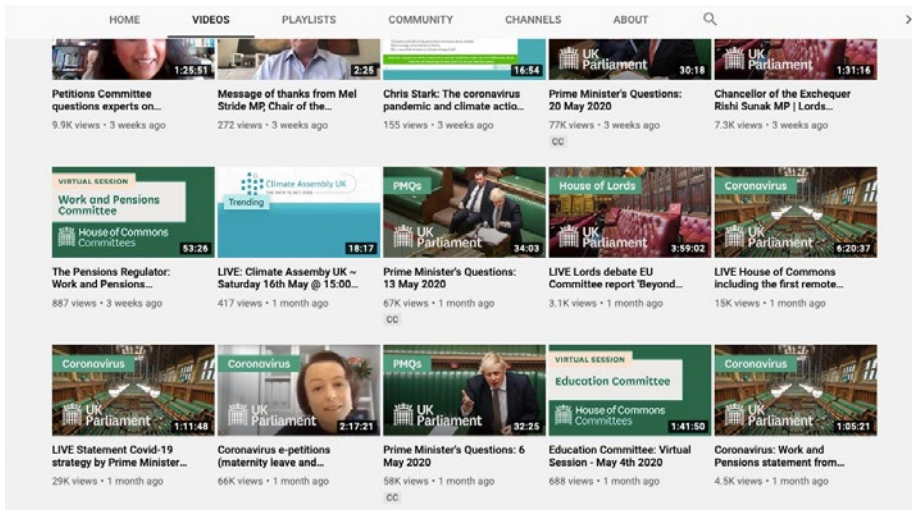 HOME VIDEOS PLAYLISTS COMMUNITY CHANNELS ABOUT
1:25:51
2:25
16:54
UK
Parliament
30:18
UK
Parliament
1:31:16
Petitions Committee
questions experts on...
9.9K views • 3 weeks ago
Message of thanks from Mel
Stride MP, Chair of the...
272 views • 3 weeks ago
Chris Stark: The coronavirus
pandemic and climate actio...
155 views • 3 weeks ago
Prime Minister's Questions:
20 May 2020
77K views • 3 weeks ago
CC
Chancellor of the Exchequer
Rishi Sunak MP | Lords...
7.3K views • 3 weeks ago
VIRTUAL SESSION
Work and Pensions
Committee
House of Commons
Committees
53:26
The Pensions Regulator:
Work and Pensions...
887 views • 3 weeks ago
Climate Assembly UK
Trending
18:17
LIVE: Climate Assemby UK ~
Saturday 16th May @ 15:00...
417 views • 1 month ago
PMQs
UK
Parliament
34:03
Prime Minister's Questions:
13 May 2020
67K views • 1 month ago
CC
House of Lords
UK
Parliament
3:59:02
LIVE Lords debate EU
Committee report 'Beyond...
3.1K views • 1 month ago
Coronavirus
UK
Parliament
6:20:37
LIVE House of Commons
including the first remote...
15K views • 1 month ago
Coronavirus
UK
Parliament
1:11:48
LIVE Statement Covid-19
strategy by Prime Minister...
29K views • 1 month ago
Coronavirus
UK
Parliament
2:17:21
Coronavirus e-petitions
(maternity leave and...
66K views • 1 month ago
PMQs
UK
Parliament
32:25
Prime Minister's Questions: 6
May 2020
58K views • 1 month ago
CC
VIRTUAL SESSION
Education Committee
House of Commons
Committees
1:41:50
Education Committee: Virtual
Session - May 4th 2020
688 views • 1 month ago
Coronavirus
UK
Parliament
1:05:21
Coronavirus: Work and
Pensions statement from...
4.5K views • 1 month ago